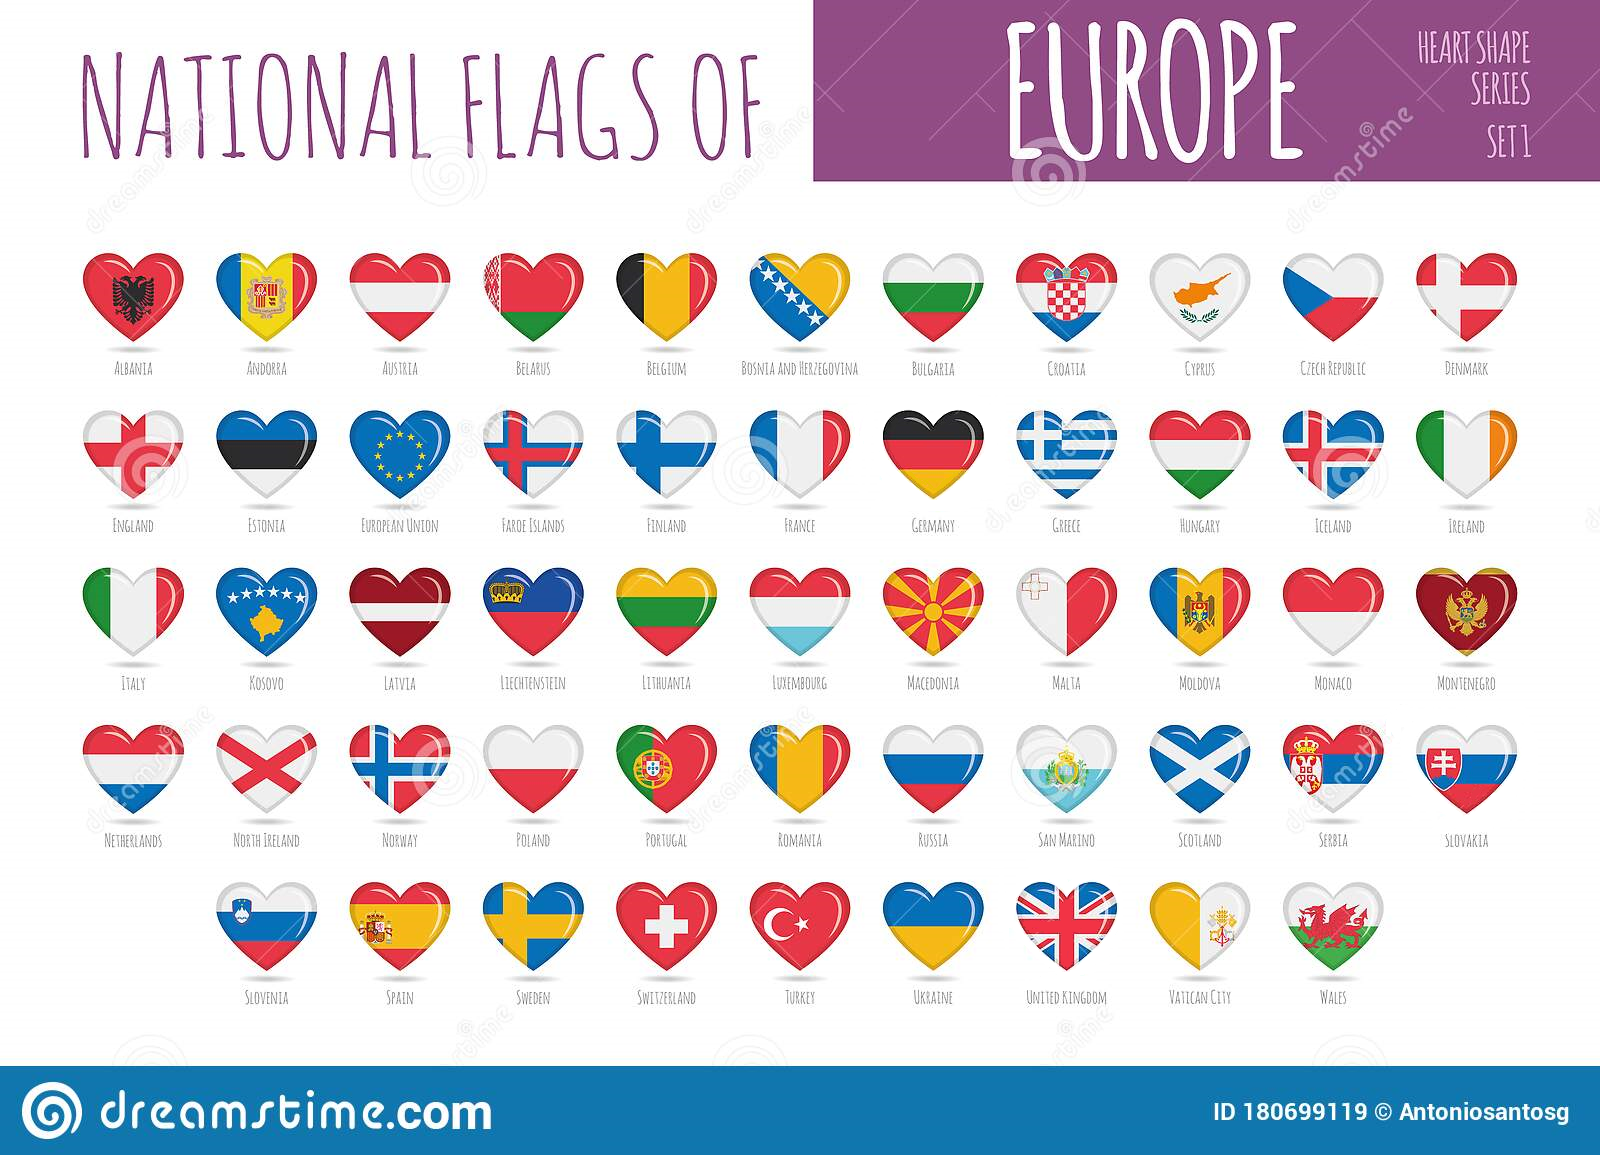 NATIONAL FLAGS OF EUROPE
HEART SHAPE
SERIES
SET 1
ALBANIA ANDORRA AUSTRIA BELARUS BELGIUM BOSNIA AND HERZEGOVINA BULGARIA CROATIA CYPRUS CZECH REPUBLIC DENMARK
ENGLAND ESTONIA EUROPEAN UNION FAROE ISLANDS FINLAND FRANCE GERMANY GREECE HUNGARY ICELAND IRELAND
ITALY KOSOVO LATVIA LIECHTENSTEIN LITHUANIA LUXEMBOURG MACEDONIA MALTA MOLDOVA MONACO MONTENEGRO
NETHERLANDS NORTH IRELAND NORWAY POLAND PORTUGAL ROMANIA RUSSIA SAN MARINO SCOTLAND SERBIA SLOVAKIA
SLOVENIA SPAIN SWEDEN SWITZERLAND TURKEY UKRAINE UNITED KINGDOM VATICAN CITY WALES
dreamstime.com
ID 180699119 © Antoniosantosg